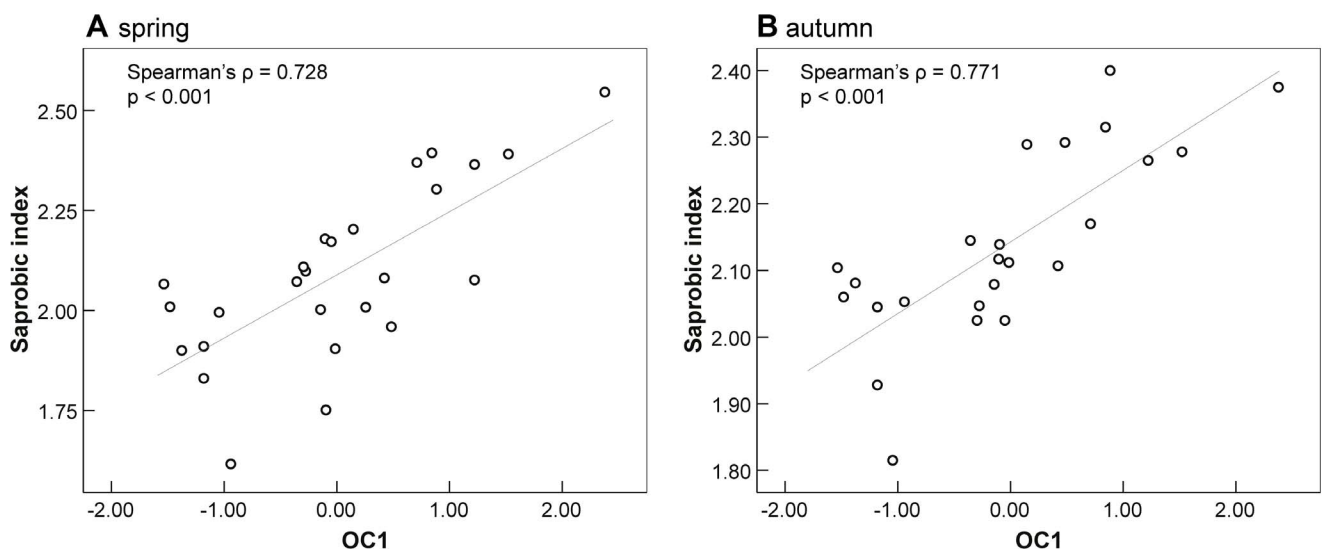 A spring
Spearman's ρ = 0.728
p < 0.001
Saprobic index
2.50
2.25
2.00
1.75
-2.00 -1.00 0.00 1.00 2.00
OC1
B autumn
Spearman's ρ = 0.771
p < 0.001
Saprobic index
2.40
2.30
2.20
2.10
2.00
1.90
1.80
-2.00 -1.00 0.00 1.00 2.00
OC1